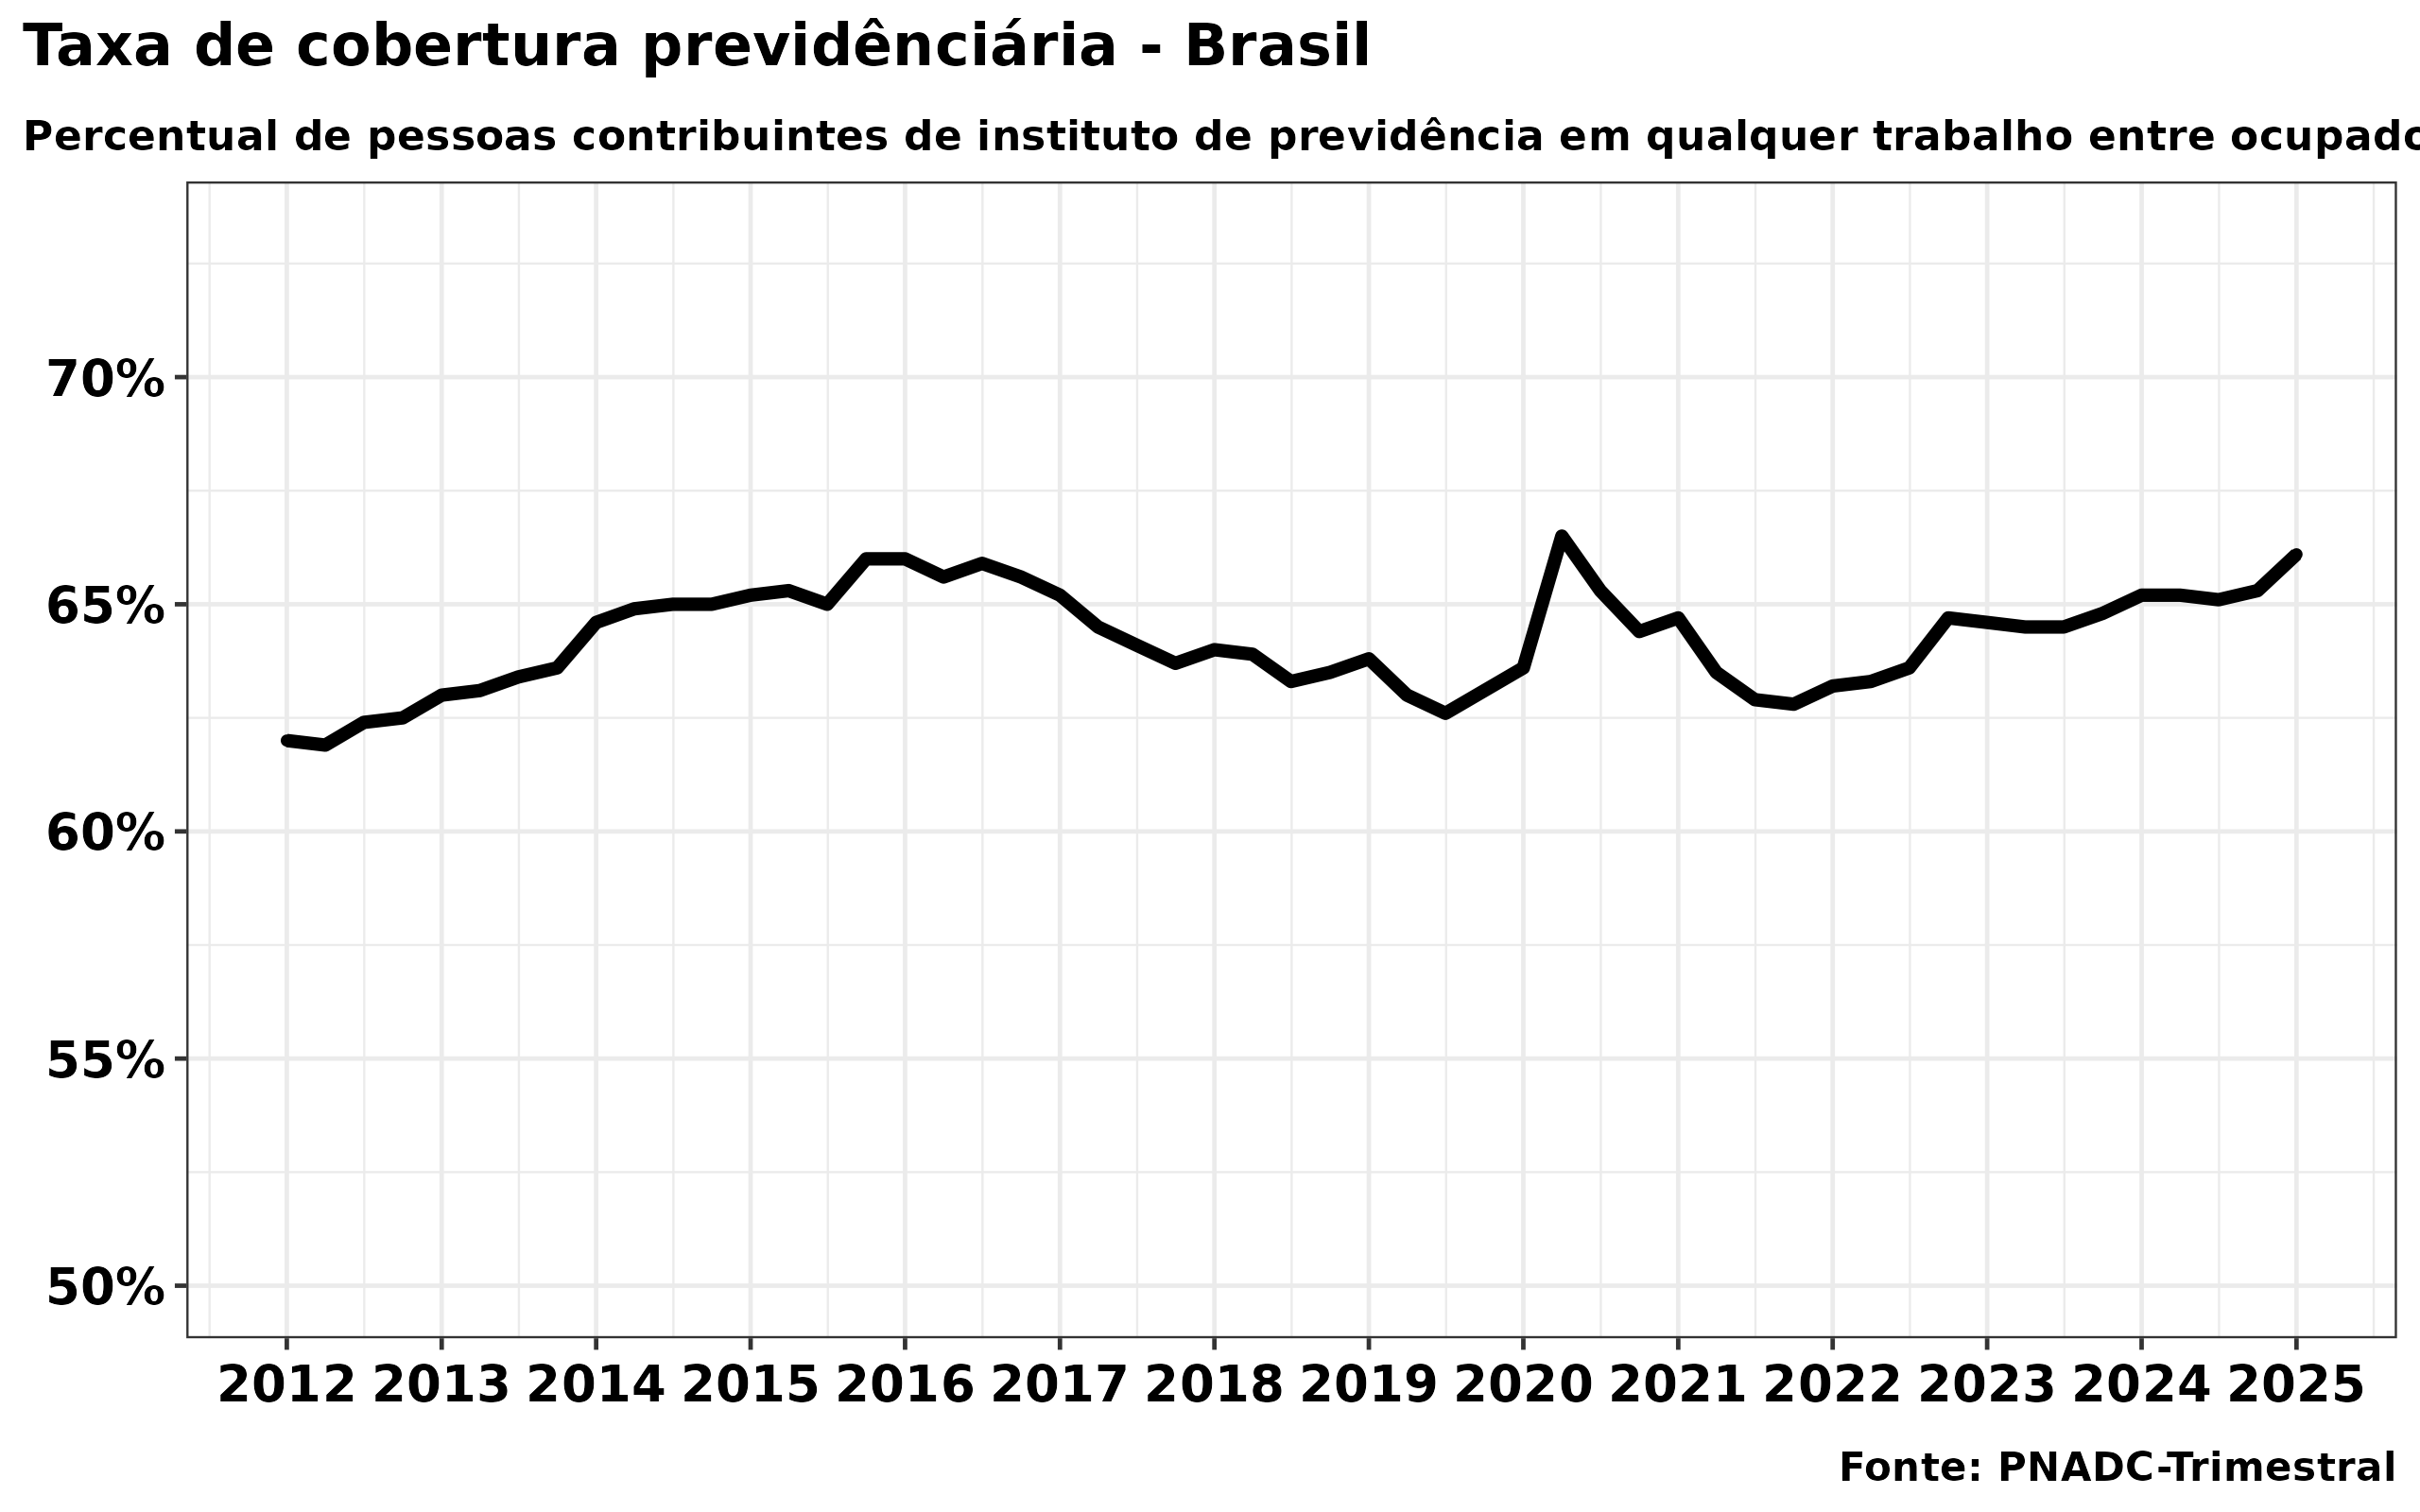 Taxa de cobertura previdênciária - Brasil
Percentual de pessoas contribuintes de instituto de previdência em qualquer trabalho entre
70%
65%
60%
55%
50%
2012 2013 2014 2015 2016 2017 2018 2019 2020 2021 2022 2023 2024 2025
Fonte: PNADC-Trimestral